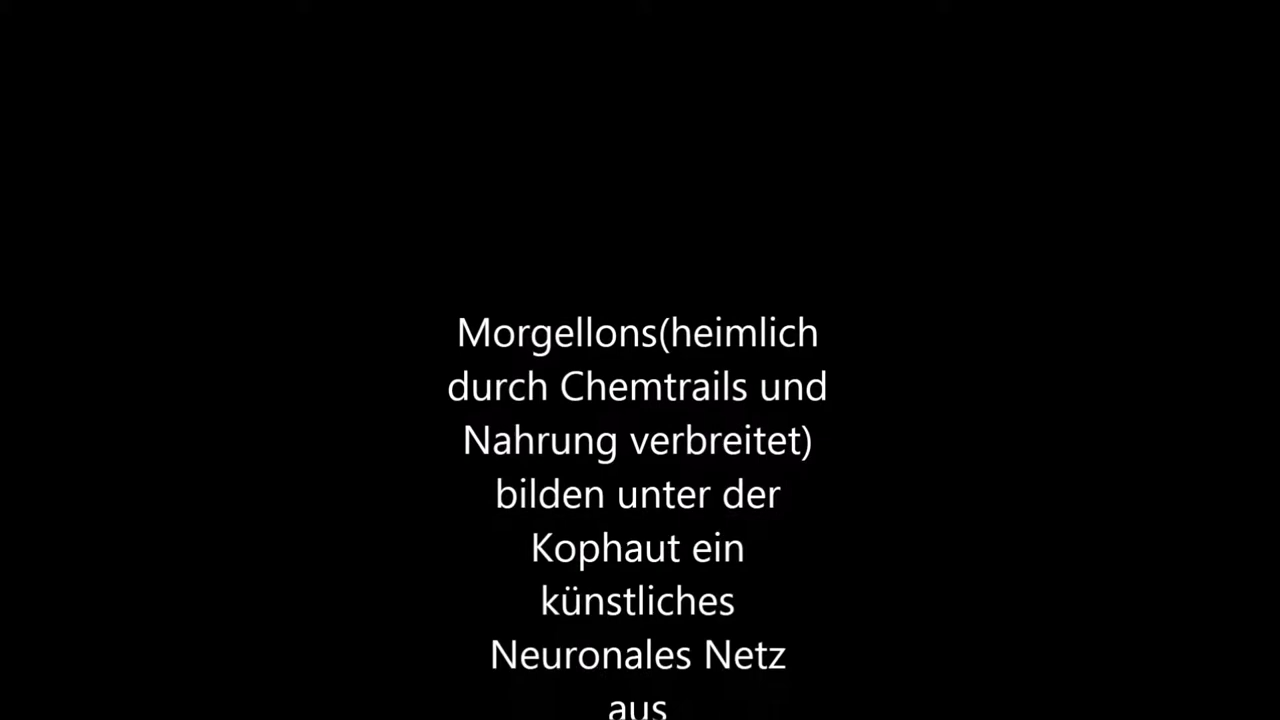 Morgellons(heimlich
durch Chemtrails und
Nahrung verbreitet)
bilden unter der
Kophaut ein
künstliches
Neuronales Netz
aus